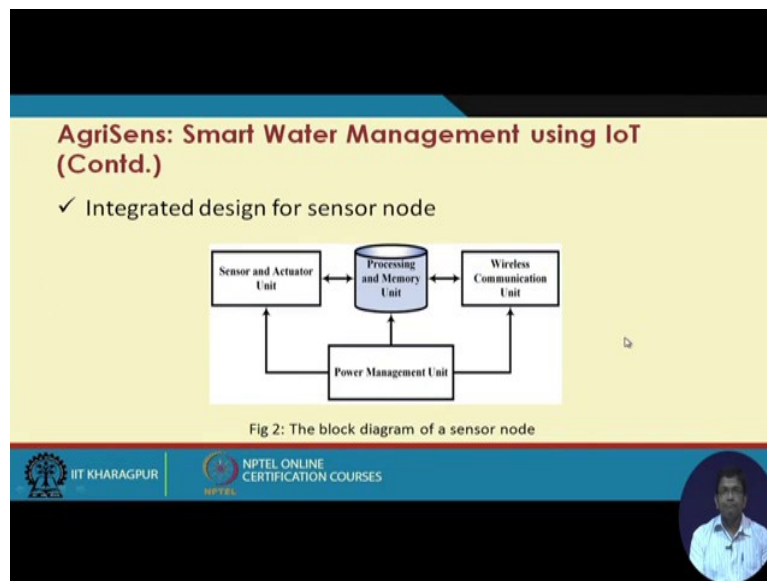 AgriSens: Smart Water Management using IoT
(Contd.)
✓ Integrated design for sensor node
Sensor and Actuator
Unit
Processing
and Memory
Unit
Wireless
Communication
Unit
Power Management Unit
Fig 2: The block diagram of a sensor node
IIT KHARAGPUR
NPTEL
NPTEL ONLINE
CERTIFICATION COURSES